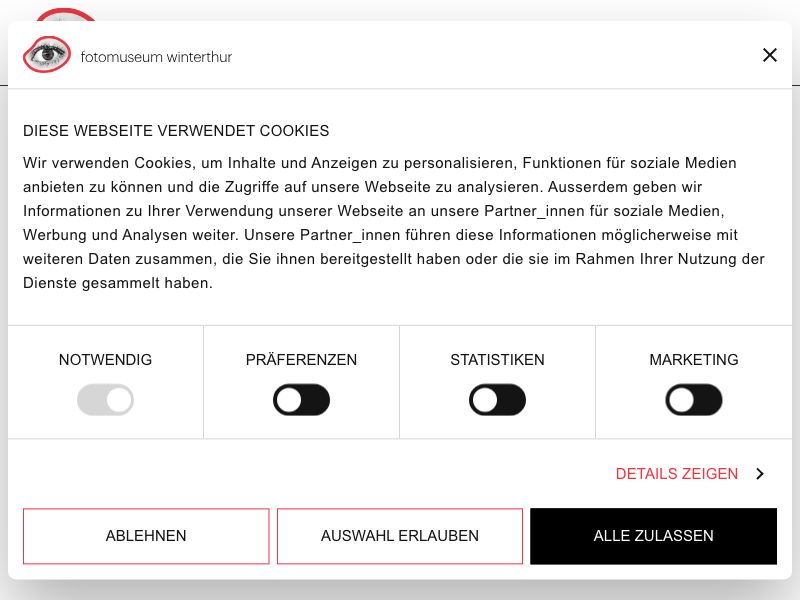 fotomuseum winterthur
DIESE WEBSEITE VERWENDET COOKIES
Wir verwenden Cookies, um Inhalte und Anzeigen zu personalisieren, Funktionen für soziale Medien
anbieten zu können und die Zugriffe auf unsere Webseite zu analysieren. Ausserdem geben wir
Informationen zu Ihrer Verwendung unserer Webseite an unsere Partner_innen für soziale Medien,
Werbung und Analysen weiter. Unsere Partner_innen führen diese Informationen möglicherweise mit
weiteren Daten zusammen, die Sie ihnen bereitgestellt haben oder die sie im Rahmen Ihrer Nutzung der
Dienste gesammelt haben.
NOTWENDIG
PRÄFERENZEN
STATISTIKEN
MARKETING
DETAILS ZEIGEN
ABLEHNEN
AUSWAHL ERLAUBEN
ALLE ZULASSEN